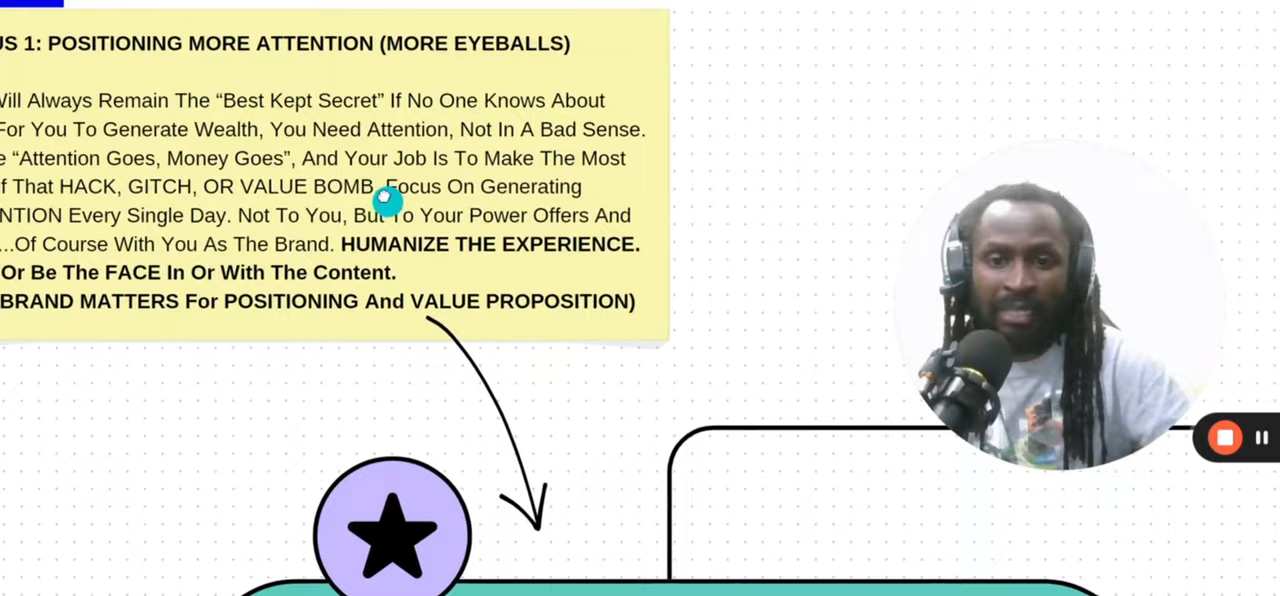 US 1: POSITIONING MORE ATTENTION (MORE EYEBALLS)
Will Always Remain The “Best Kept Secret” If No One Knows About
For You To Generate Wealth, You Need Attention, Not In A Bad Sense.
e “Attention Goes, Money Goes”, And Your Job Is To Make The Most
f That HACK, GITCH, OR VALUE BOMB. Focus On Generating
NTION Every Single Day. Not To You, But To Your Power Offers And
...Of Course With You As The Brand. HUMANIZE THE EXPERIENCE.
Or Be The FACE In Or With The Content.
BRAND MATTERS For POSITIONING And VALUE PROPOSITION)